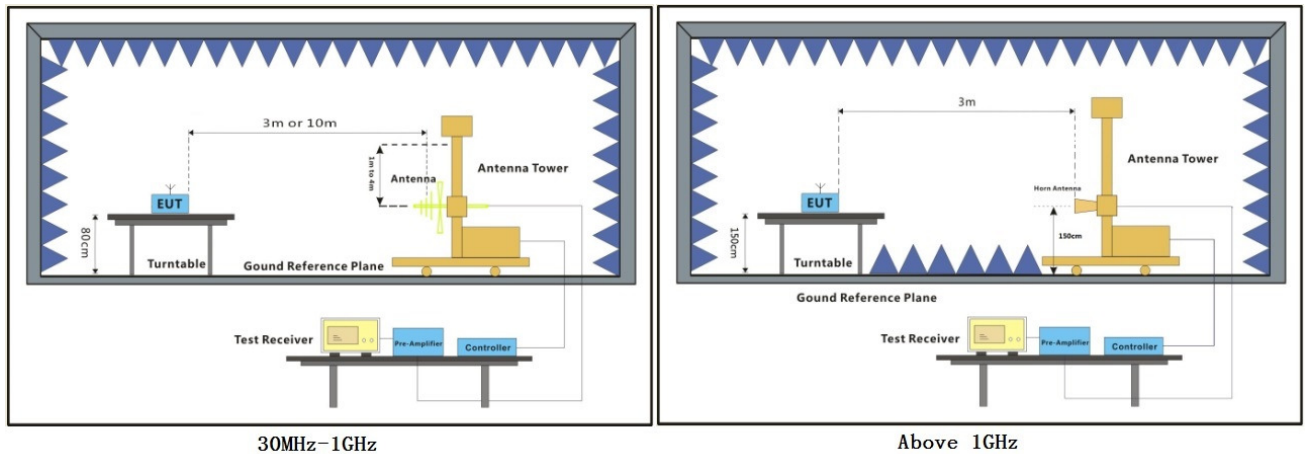 3m or 10m
1m to 4m
Antenna
Antenna Tower
EUT
80cm
Turntable
Gound Reference Plane
Test Receiver
Pre-Amplifier
Controller
30MHz-1GHz
3m
Antenna Tower
Horn Antenna
EUT
150cm
150cm
Turntable
Gound Reference Plane
Test Receiver
Pre-Amplifier
Controller
Above 1GHz